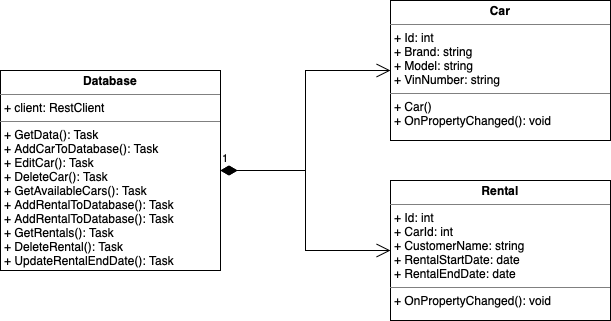 Database
+ client: RestClient
+ GetData(): Task
+ AddCarToDatabase(): Task
+ EditCar(): Task
+ DeleteCar(): Task
+ GetAvailableCars(): Task
+ AddRentalToDatabase(): Task
+ AddRentalToDatabase(): Task
+ GetRentals(): Task
+ DeleteRental(): Task
+ UpdateRentalEndDate(): Task
1
Car
+ Id: int
+ Brand: string
+ Model: string
+ VinNumber: string
+ Car()
+ OnPropertyChanged(): void
Rental
+ Id: int
+ CarId: int
+ CustomerName: string
+ RentalStartDate: date
+ RentalEndDate: date
+ OnPropertyChanged(): void